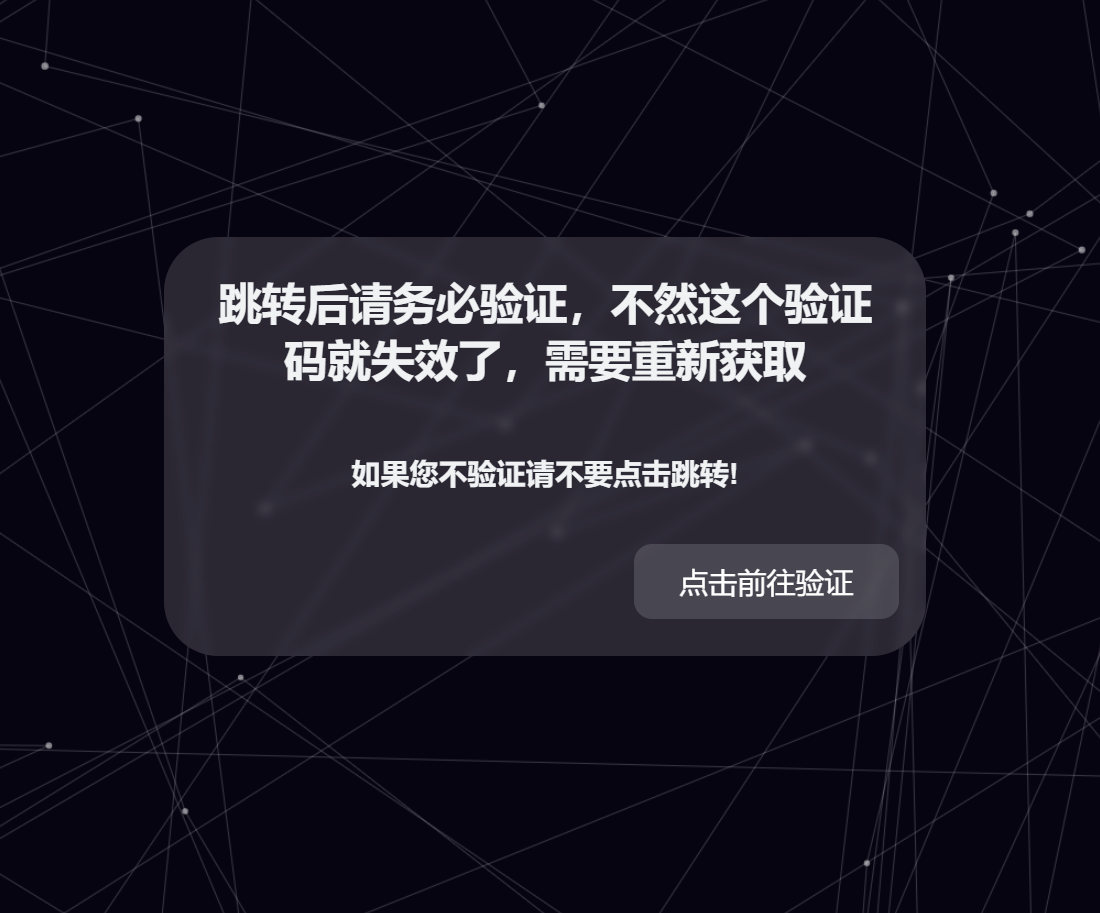 跳转后请务必验证，不然这个验证
码就失效了，需要重新获取
如果您不验证请不要点击跳转!
点击前往验证